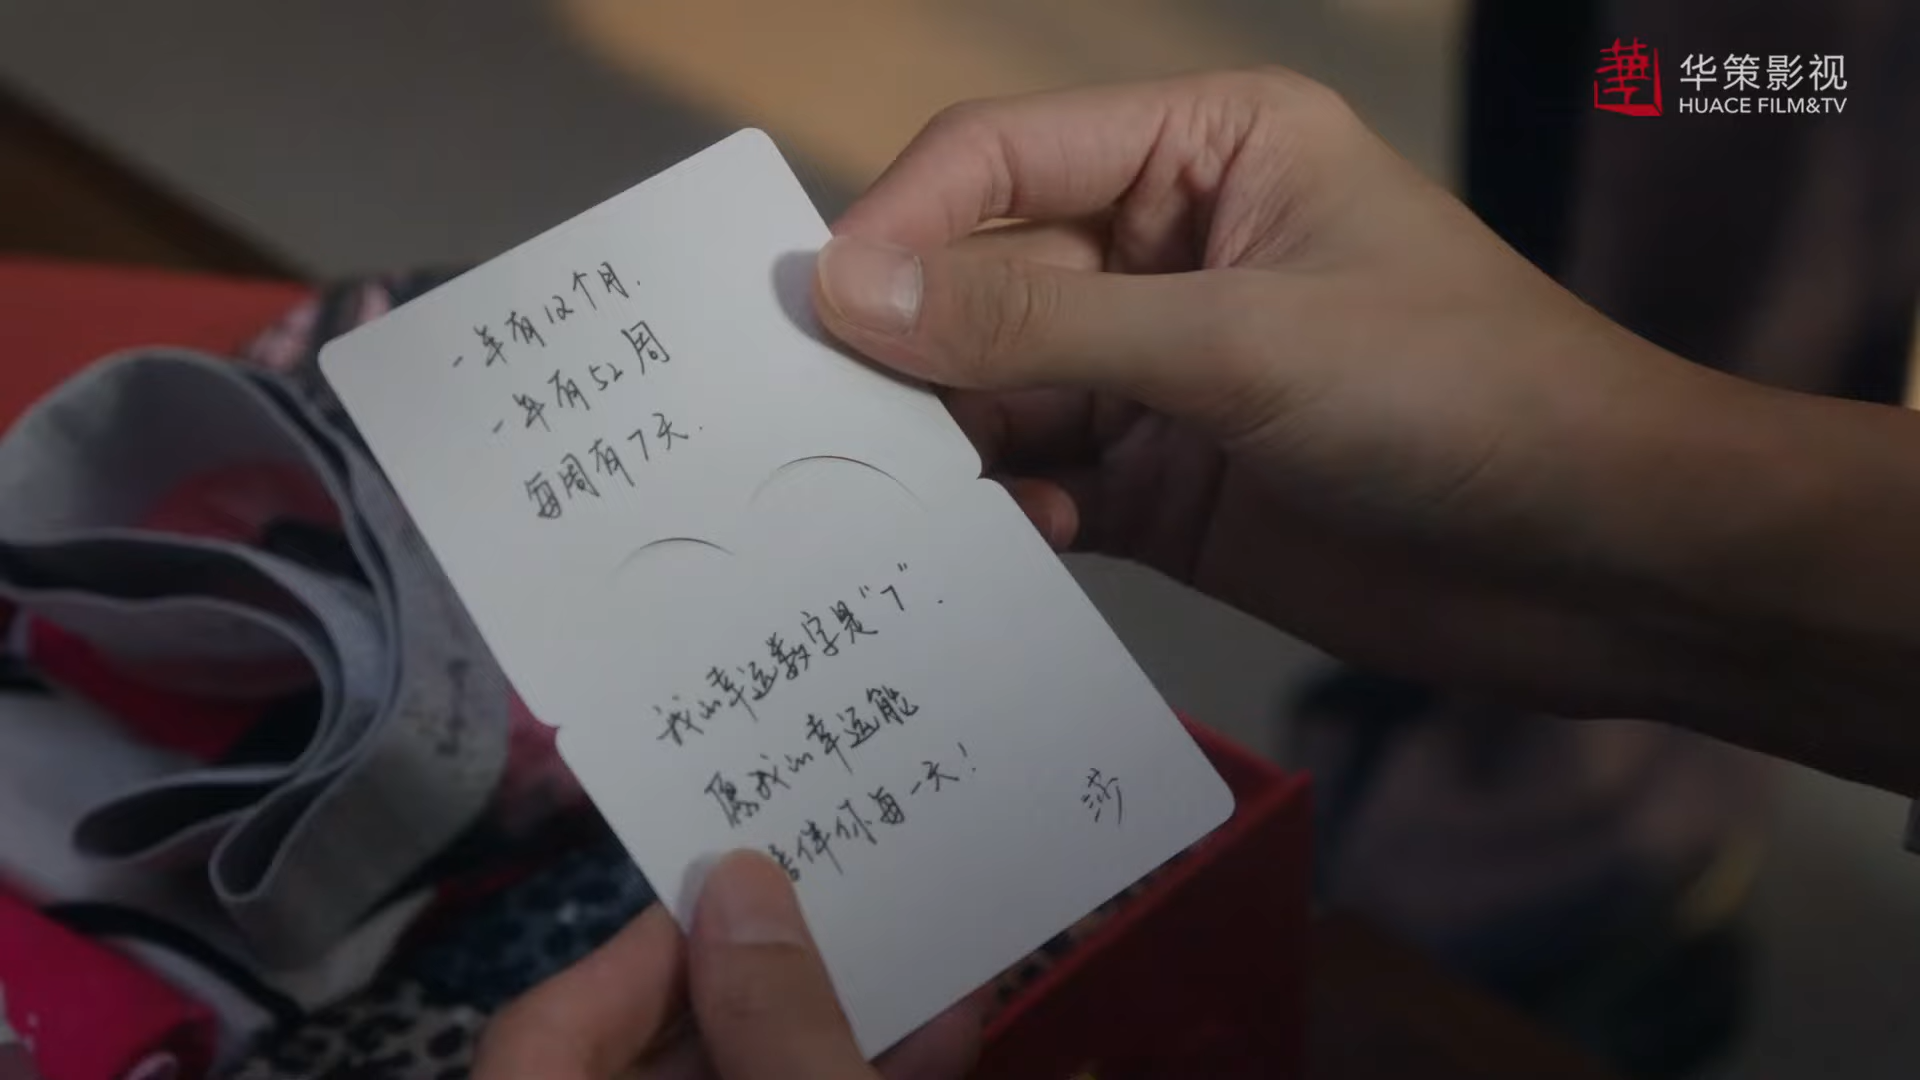 华策影视
HUACE FILM&TV
一年有12个月.
一年有52周
每周有7天.
我的幸运数字是"7".
愿我的幸运能
陪伴你每一天!
莎